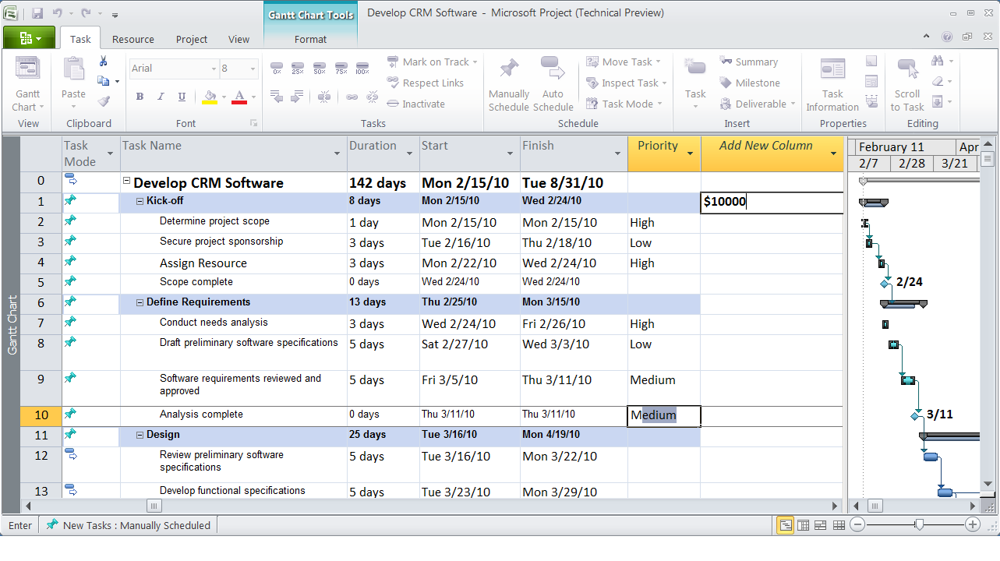 Gantt Chart Tools
Develop CRM Software - Microsoft Project (Technical Preview)
Task Resource Project View Format
Gantt Chart
View
Paste
Clipboard
Arial 8
B I U A
Font
0% 25% 50% 75% 100%
Mark on Track
Respect Links
Inactivate
Tasks
Manually Schedule
Auto Schedule
Move Task
Inspect Task
Task Mode
Schedule
Task
Summary
Milestone
Deliverable
Insert
Task Information
Properties
Scroll to Task
Editing
Task Mode Task Name Duration Start Finish Priority Add New Column
0 Develop CRM Software 142 days Mon 2/15/10 Tue 8/31/10
1 Kick-off 8 days Mon 2/15/10 Wed 2/24/10 $10000
2 Determine project scope 1 day Mon 2/15/10 Mon 2/15/10 High
3 Secure project sponsorship 3 days Tue 2/16/10 Thu 2/18/10 Low
4 Assign Resource 3 days Mon 2/22/10 Wed 2/24/10 High
5 Scope complete 0 days Wed 2/24/10 Wed 2/24/10
6 Define Requirements 13 days Thu 2/25/10 Mon 3/15/10
7 Conduct needs analysis 3 days Wed 2/24/10 Fri 2/26/10 High
8 Draft preliminary software specifications 5 days Sat 2/27/10 Wed 3/3/10 Low
9 Software requirements reviewed and approved 5 days Fri 3/5/10 Thu 3/11/10 Medium
10 Analysis complete 0 days Thu 3/11/10 Thu 3/11/10 Medium
11 Design 25 days Tue 3/16/10 Mon 4/19/10
12 Review preliminary software specifications 5 days Tue 3/16/10 Mon 3/22/10
13 Develop functional specifications 5 days Tue 3/23/10 Mon 3/29/10
February 11 Apr
2/7 2/28 3/21
2/24
3/11
Gantt Chart
Enter New Tasks : Manually Scheduled